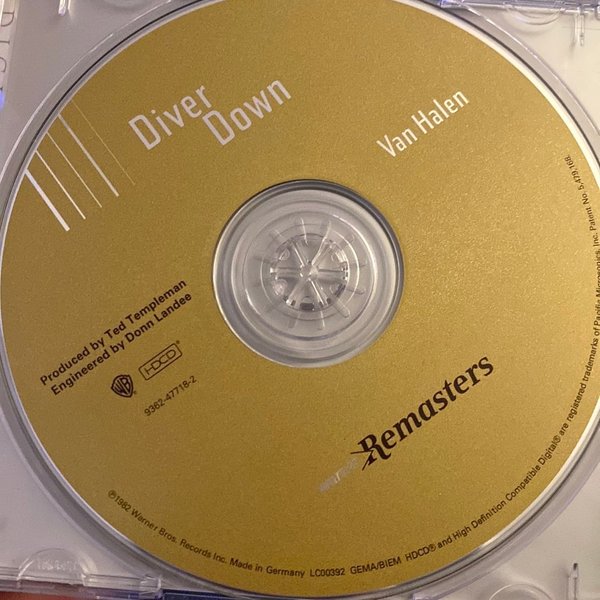 Diver
Down
Van Halen
Produced by Ted Templeman
Engineered by Donn Landee
WB
HDCD
9362-47718-2
Remasters
℗1982 Warner Bros. Records Inc. Made in Germany LC00392 GEMA/BIEM HDCD® and High Definition Compatible Digital® are registered trademarks of Pacific Microsonics, Inc. Patent No. 5,479,168.